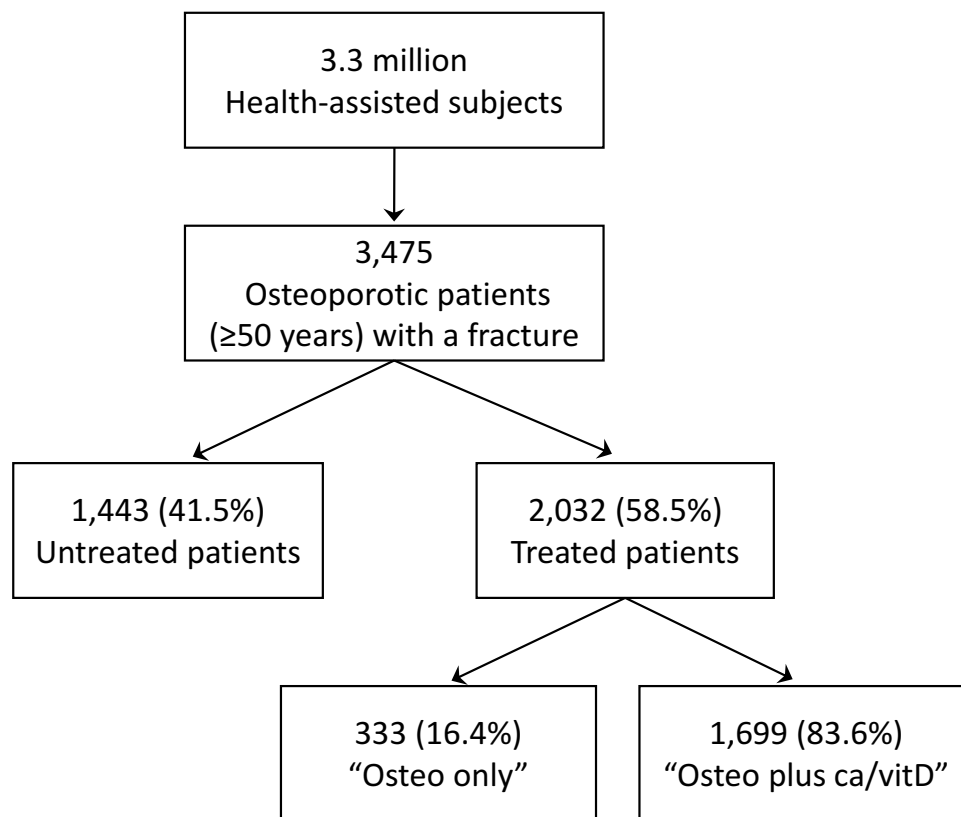 3.3 million
Health-assisted subjects
3,475
Osteoporotic patients
(≥50 years) with a fracture
1,443 (41.5%)
Untreated patients
2,032 (58.5%)
Treated patients
333 (16.4%)
“Osteo only”
1,699 (83.6%)
“Osteo plus ca/vitD”